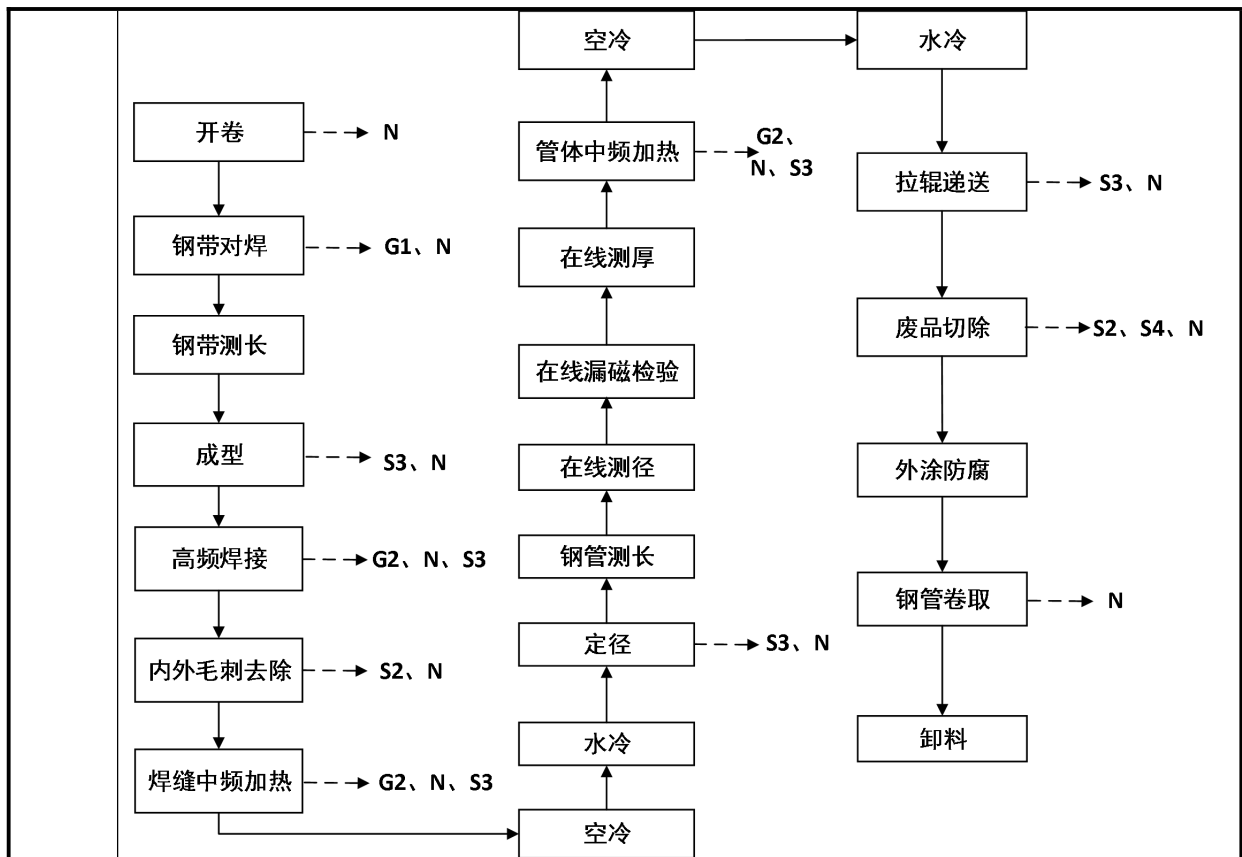 开卷
N
钢带对焊
G1、N
钢带测长
成型
S3、N
高频焊接
G2、N、S3
内外毛刺去除
S2、N
焊缝中频加热
G2、N、S3
空冷
水冷
定径
S3、N
钢管测长
在线测径
在线漏磁检验
在线测厚
管体中频加热
G2、
N、S3
空冷
水冷
拉辊递送
S3、N
废品切除
S2、S4、N
外涂防腐
钢管卷取
N
卸料